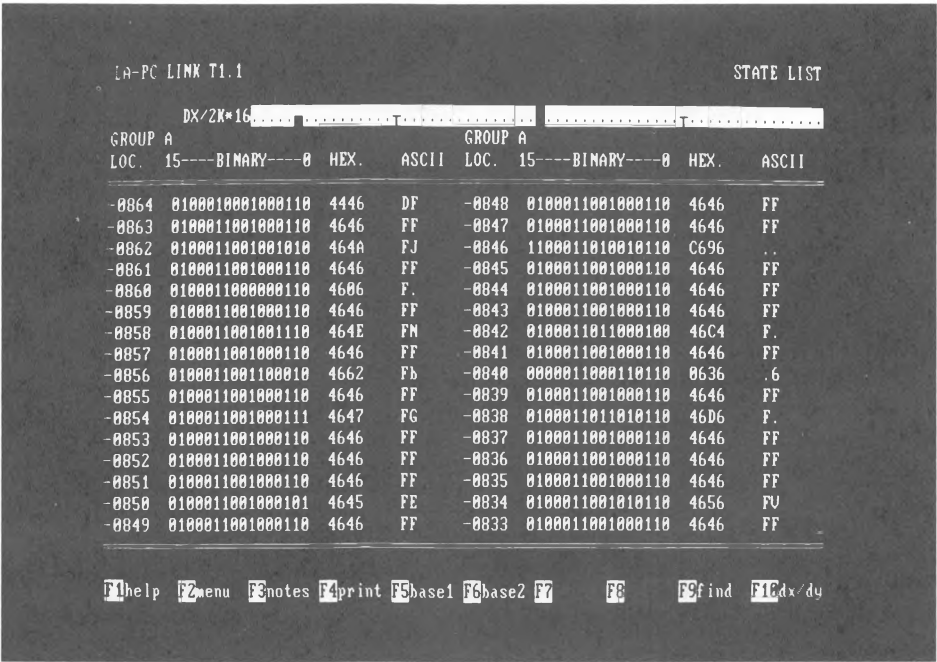 LA-PC LINK T1.1 STATE LIST
DX/2K*16
GROUP A GROUP A
LOC. 15----BINARY----0 HEX. ASCII LOC. 15----BINARY----0 HEX. ASCII
-0864 0100010001000110 4446 DF -0848 0100011001000110 4646 FF
-0863 0100011001000110 4646 FF -0847 0100011001000110 4646 FF
-0862 0100011001001010 464A FJ -0846 1100011010010110 C696 ..
-0861 0100011001000110 4646 FF -0845 0100011001000110 4646 FF
-0860 0100011000000110 4606 F. -0844 0100011001000110 4646 FF
-0859 0100011001000110 4646 FF -0843 0100011001000110 4646 FF
-0858 0100011001001110 464E FN -0842 0100011011000100 46C4 F.
-0857 0100011001000110 4646 FF -0841 0100011001000110 4646 FF
-0856 0100011001100010 4662 Fb -0840 0000011000110110 0636 .6
-0855 0100011001000110 4646 FF -0839 0100011001000110 4646 FF
-0854 0100011001000111 4647 FG -0838 0100011011010110 46D6 F.
-0853 0100011001000110 4646 FF -0837 0100011001000110 4646 FF
-0852 0100011001000110 4646 FF -0836 0100011001000110 4646 FF
-0851 0100011001000110 4646 FF -0835 0100011001000110 4646 FF
-0850 0100011001000101 4645 FE -0834 0100011001010110 4656 FV
-0849 0100011001000110 4646 FF -0833 0100011001000110 4646 FF
F1help F2menu F3notes F4print F5base1 F6base2 F7 F8 F9find F10dx/dy